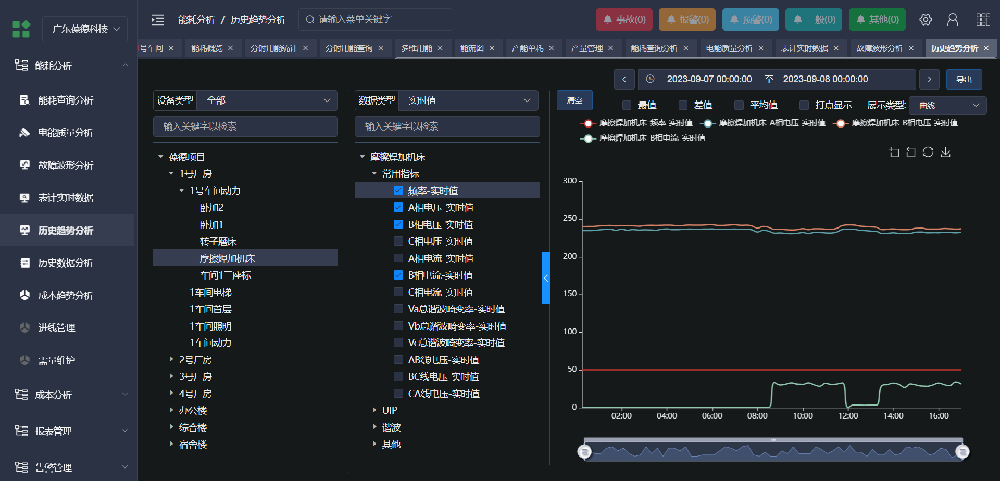 广东葆德科技
能耗分析 / 历史趋势分析
请输入菜单关键字
事故(0)
报警(0)
预警(0)
一般(0)
其他(0)
1号车间
能耗概览
分时用能统计
分时用能查询
多维用能
能流图
产能单耗
产量管理
能耗查询分析
电能质量分析
表计实时数据
故障波形分析
历史趋势分析
能耗分析
能耗查询分析
电能质量分析
故障波形分析
表计实时数据
历史趋势分析
历史数据分析
成本趋势分析
进线管理
需量维护
成本分析
报表管理
告警管理
设备类型
全部
输入关键字以检索
葆德项目
1号厂房
1号车间动力
卧加2
卧加1
转子磨床
摩擦焊加机床
车间1三座标
1车间电梯
1车间首层
1车间照明
1车间动力
2号厂房
3号厂房
4号厂房
办公楼
综合楼
宿舍楼
数据类型
实时值
输入关键字以检索
摩擦焊加机床
常用指标
频率-实时值
A相电压-实时值
B相电压-实时值
C相电压-实时值
A相电流-实时值
B相电流-实时值
C相电流-实时值
Va总谐波畸变率-实时值
Vb总谐波畸变率-实时值
Vc总谐波畸变率-实时值
AB线电压-实时值
BC线电压-实时值
CA线电压-实时值
UIP
谐波
其他
2023-09-07 00:00:00 至 2023-09-08 00:00:00
导出
清空
最值
差值
平均值
打点显示
展示类型:
曲线
摩擦焊加机床-频率-实时值
摩擦焊加机床-A相电压-实时值
摩擦焊加机床-B相电压-实时值
摩擦焊加机床-B相电流-实时值
300
250
200
150
100
50
0
02:00 04:00 06:00 08:00 10:00 12:00 14:00 16:00